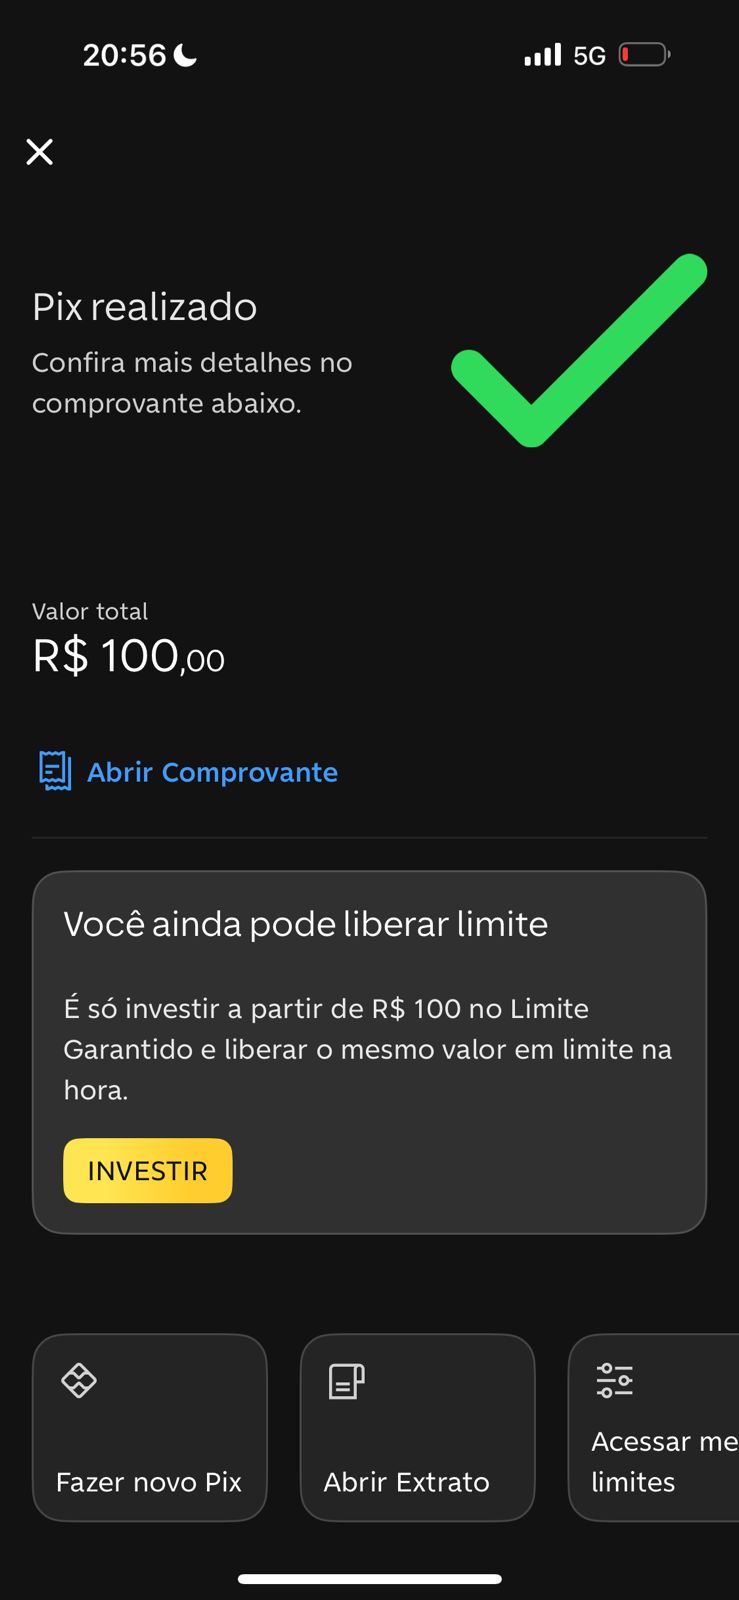 20:56
5G
Pix realizado
Confira mais detalhes no
comprovante abaixo.
Valor total
R$ 100,00
Abrir Comprovante
Você ainda pode liberar limite
É só investir a partir de R$ 100 no Limite
Garantido e liberar o mesmo valor em limite na
hora.
INVESTIR
Fazer novo Pix
Abrir Extrato
Acessar me
limites